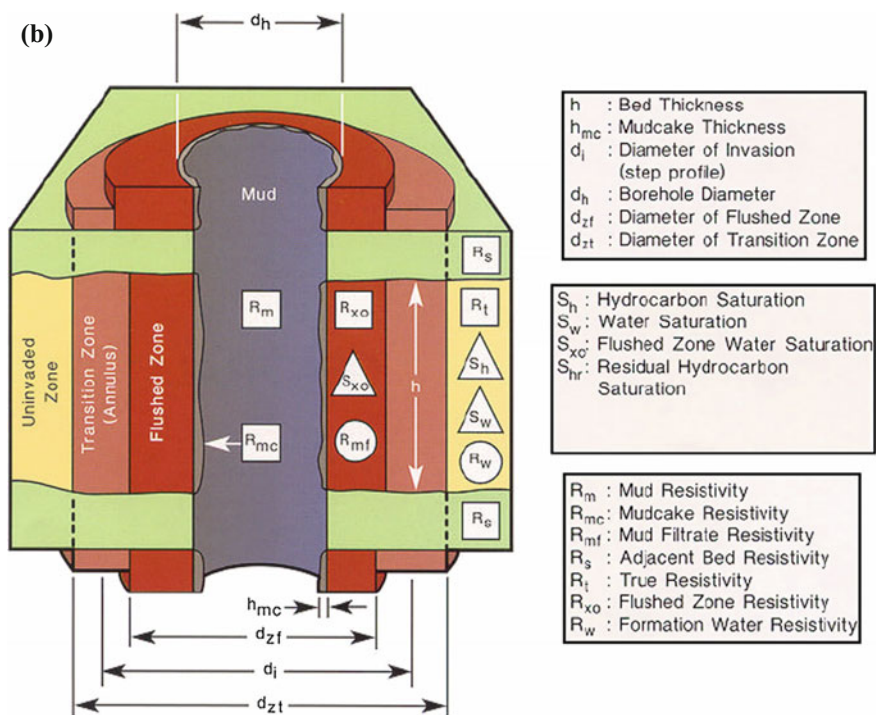 (b)
d_h
Mud
Uninvaded
Zone
Transition Zone
(Annulus)
Flushed Zone
R_m
R_mc
R_xo
S_xo
R_mf
h
R_s
R_t
S_h
S_w
R_w
R_s
h_mc
d_zf
d_i
d_zt
h : Bed Thickness
h_mc : Mudcake Thickness
d_i : Diameter of Invasion
(step profile)
d_h : Borehole Diameter
d_zf : Diameter of Flushed Zone
d_zt : Diameter of Transition Zone
S_h : Hydrocarbon Saturation
S_w : Water Saturation
S_xo : Flushed Zone Water Saturation
S_hr : Residual Hydrocarbon
Saturation
R_m : Mud Resistivity
R_mc : Mudcake Resistivity
R_mf : Mud Filtrate Resistivity
R_s : Adjacent Bed Resistivity
R_t : True Resistivity
R_xo : Flushed Zone Resistivity
R_w : Formation Water Resistivity